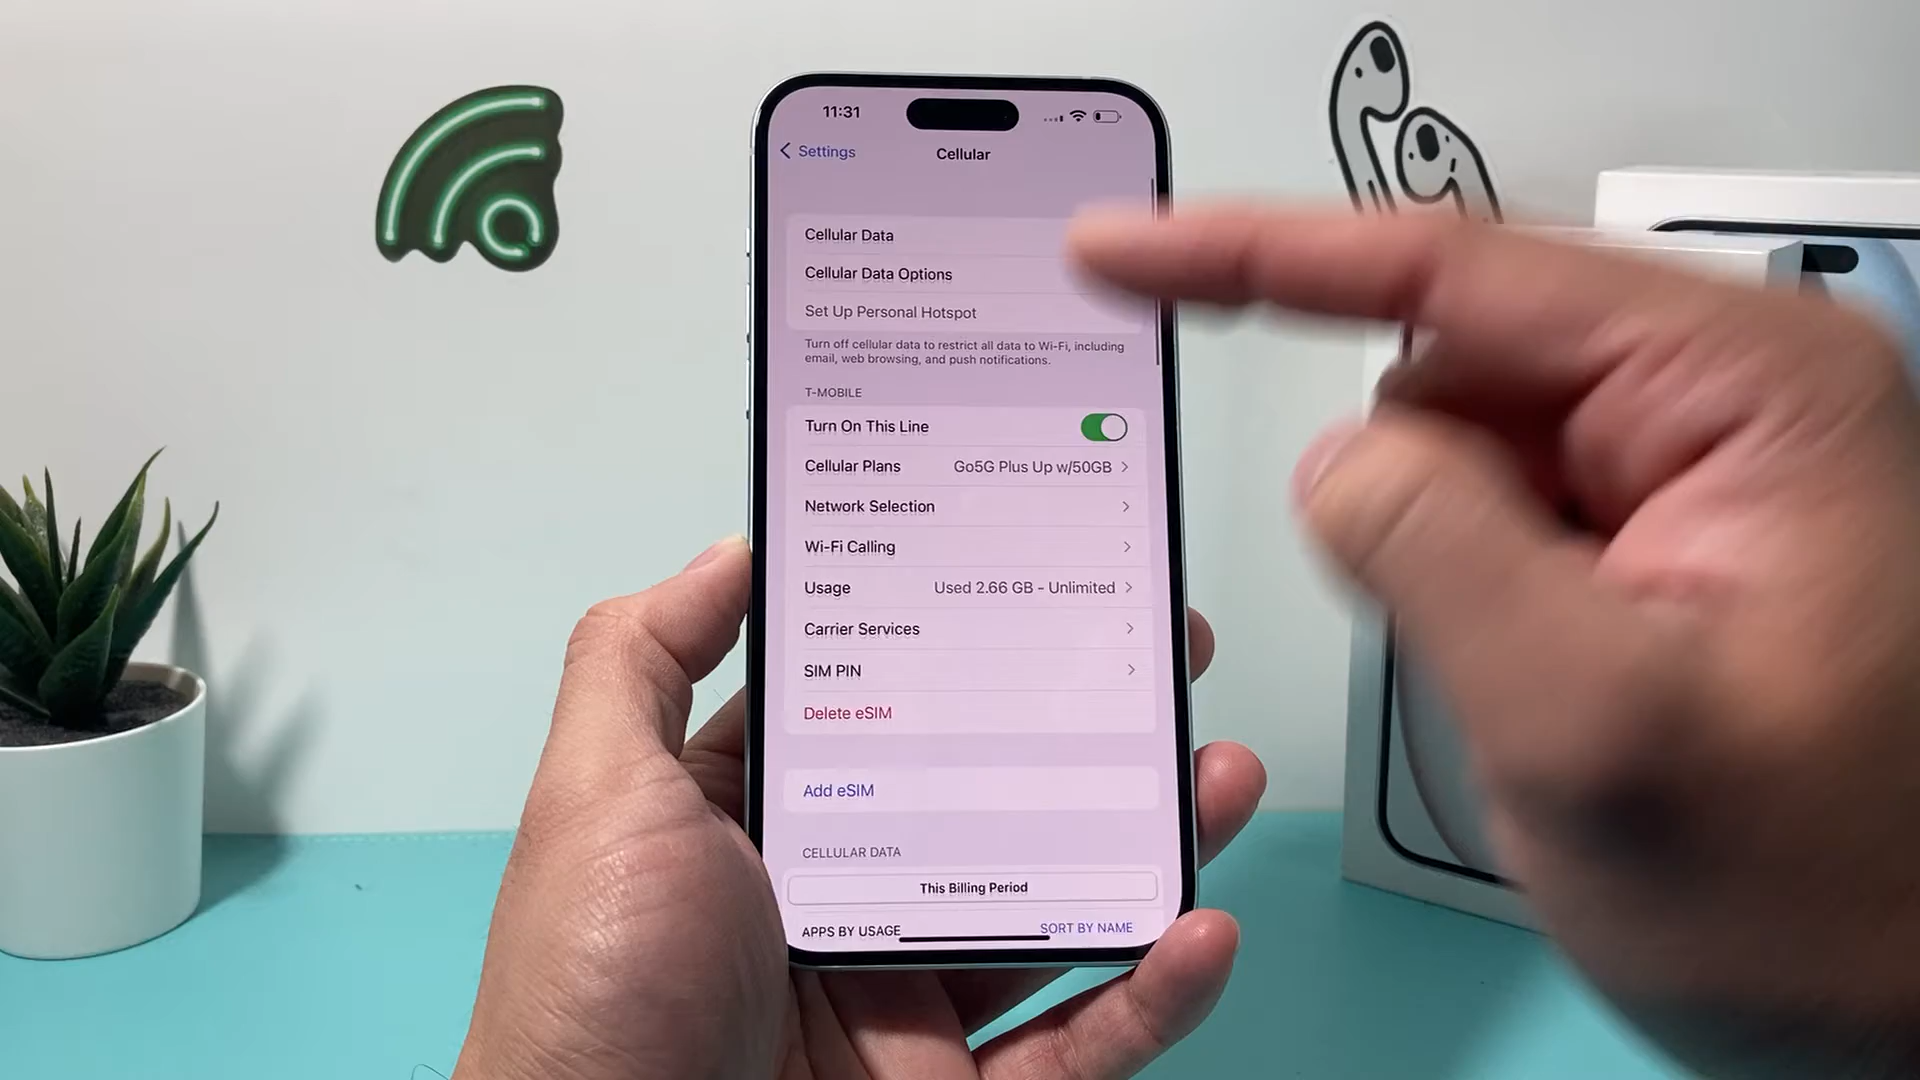 11:31
Settings
Cellular
Cellular Data
Cellular Data Options
Set Up Personal Hotspot
Turn off cellular data to restrict all data to Wi-Fi, including
email, web browsing, and push notifications.
T-MOBILE
Turn On This Line
Cellular Plans Go5G Plus Up w/50GB
Network Selection
Wi-Fi Calling
Usage Used 2.66 GB - Unlimited
Carrier Services
SIM PIN
Delete eSIM
Add eSIM
CELLULAR DATA
This Billing Period
APPS BY USAGE SORT BY NAME